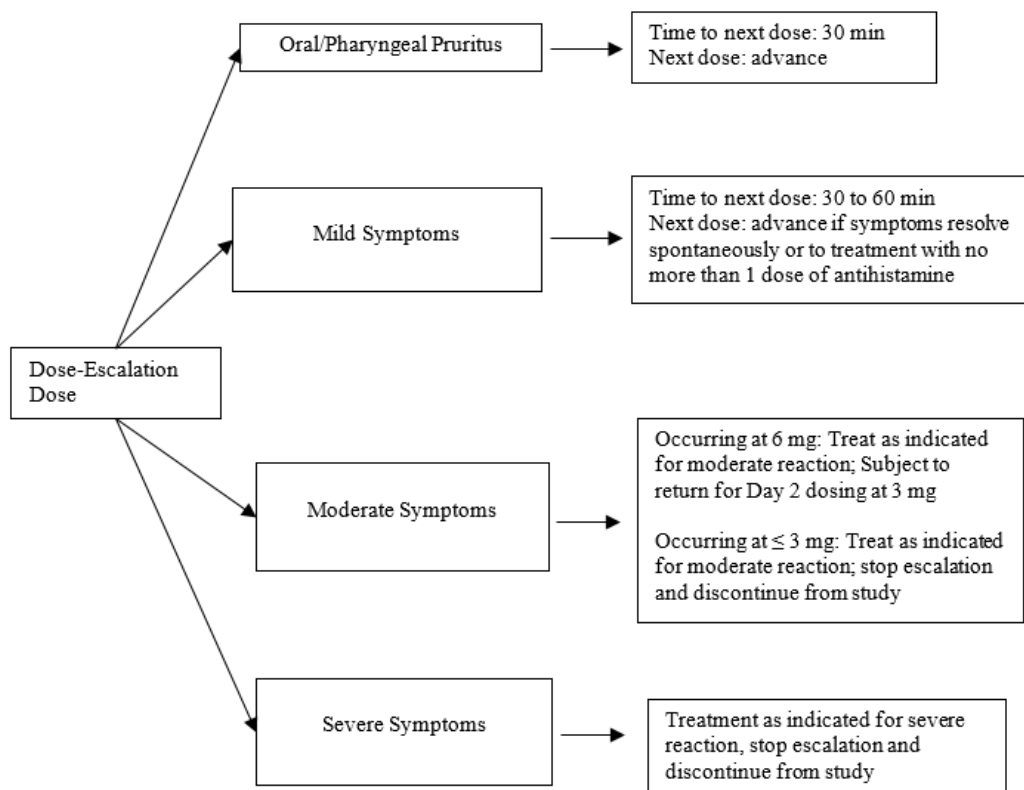 Oral/Pharyngeal Pruritus
Time to next dose: 30 min
Next dose: advance
Mild Symptoms
Time to next dose: 30 to 60 min
Next dose: advance if symptoms resolve
spontaneously or to treatment with no
more than 1 dose of antihistamine
Dose-Escalation
Dose
Moderate Symptoms
Occurring at 6 mg: Treat as indicated
for moderate reaction; Subject to
return for Day 2 dosing at 3 mg
Occurring at ≤ 3 mg: Treat as indicated
for moderate reaction; stop escalation
and discontinue from study
Severe Symptoms
Treatment as indicated for severe
reaction, stop escalation and
discontinue from study